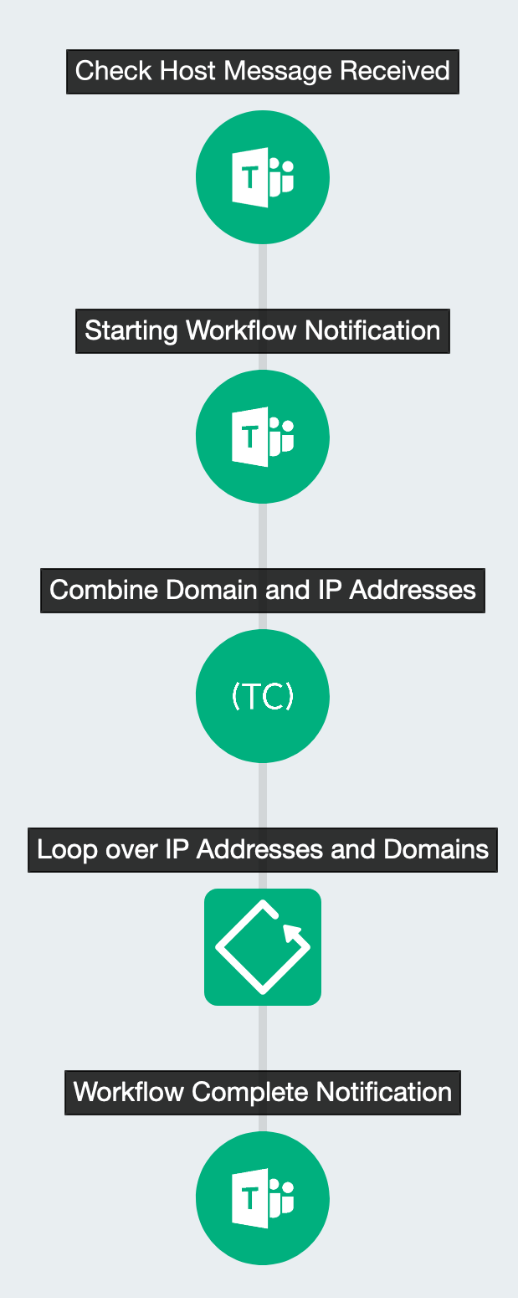 Check Host Message Received
T
Starting Workflow Notification
T
Combine Domain and IP Addresses
(TC)
Loop over IP Addresses and Domains
Workflow Complete Notification
T